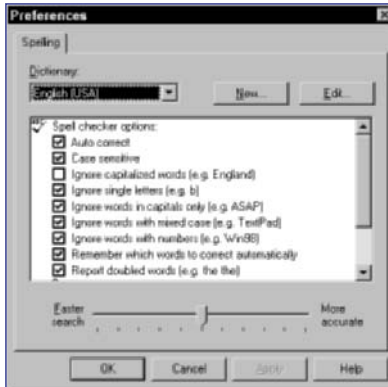 Preferences
Spelling
Dictionary:
English (USA)
New...
Edit...
Spell checker options:
Auto correct
Case sensitive
Ignore capitalized words (e.g. England)
Ignore single letters (e.g. b)
Ignore words in capitals only (e.g. ASAP)
Ignore words with mixed case (e.g. TextPad)
Ignore words with numbers (e.g. Win98)
Remember which words to correct automatically
Report doubled words (e.g. the the)
Faster search
More accurate
OK
Cancel
Apply
Help